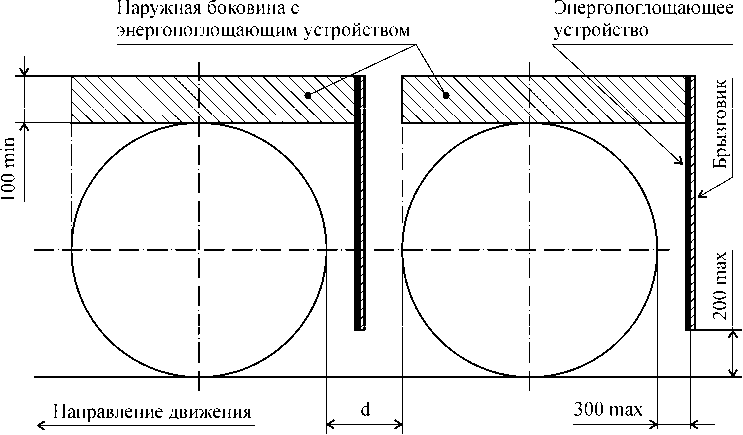 Наружная боковина с
энергопоглощающим устройством
Энергопоглощающее
устройство
Брызговик
100 min
200 max
Направление движения
d
300 max